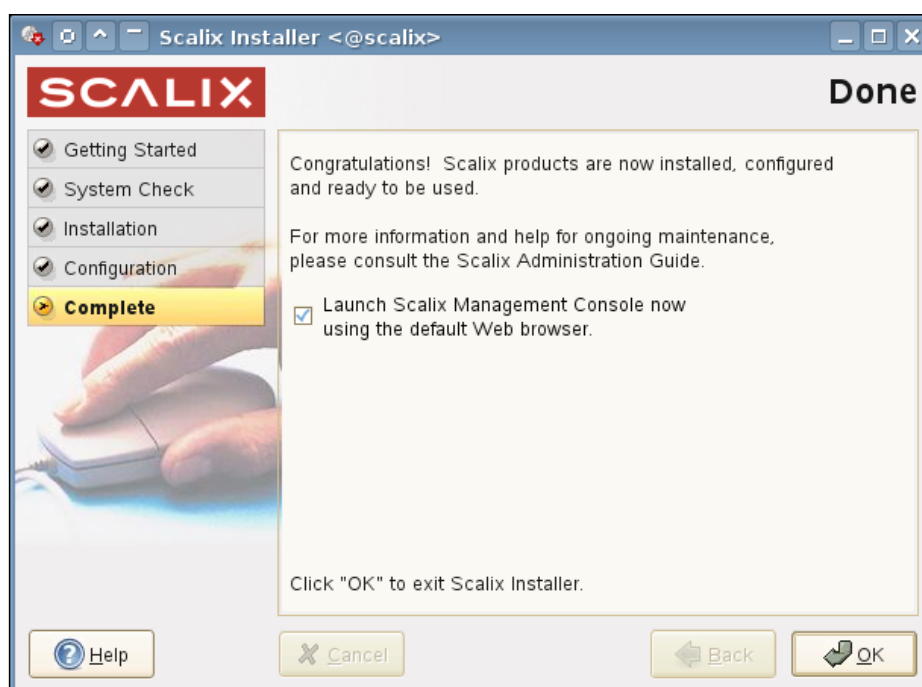 Scalix Installer <@scalix>
SCALIX
Done
Getting Started
System Check
Installation
Configuration
Complete
Congratulations!  Scalix products are now installed, configured
and ready to be used.
For more information and help for ongoing maintenance,
please consult the Scalix Administration Guide.
Launch Scalix Management Console now
using the default Web browser.
Click "OK" to exit Scalix Installer.
Help
Cancel
Back
OK